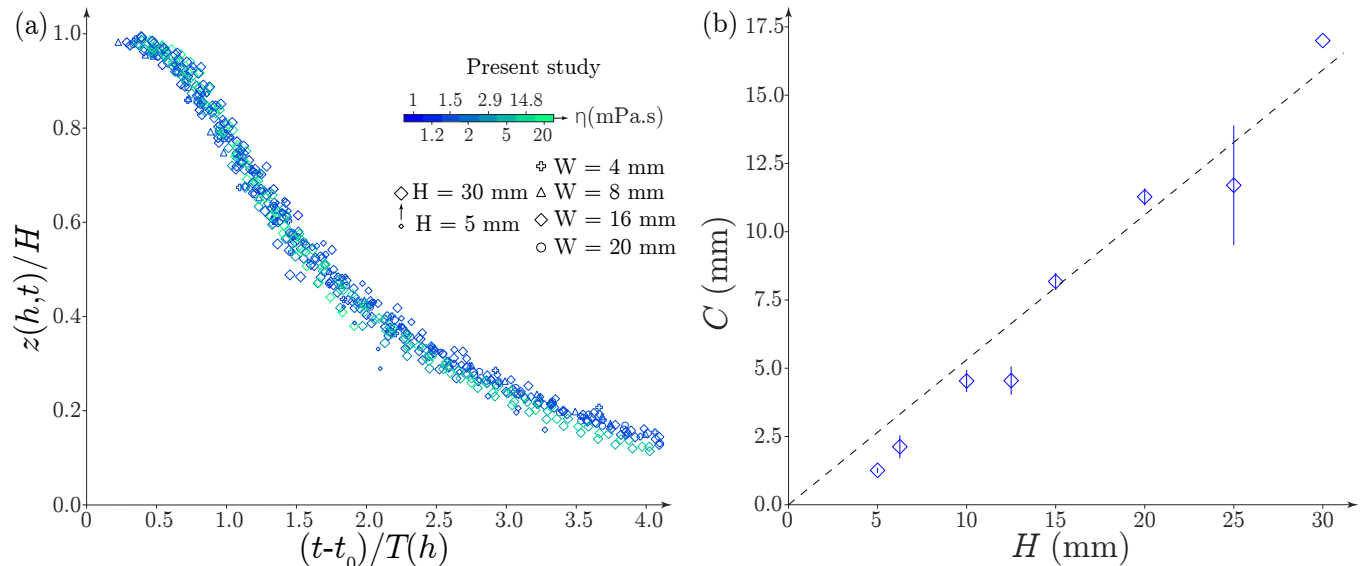 (a)
z(h,t)/H
1.0
0.8
0.6
0.4
0.2
0.0
0
0.5
1.0
1.5
2.0
2.5
3.0
3.5
4.0
(t-t₀)/T(h)
Present study
1 1.5 2.9 14.8
η(mPa.s)
1.2 2 5 20
H = 30 mm
H = 5 mm
W = 4 mm
W = 8 mm
W = 16 mm
W = 20 mm
(b)
C (mm)
17.5
15.0
12.5
10.0
7.5
5.0
2.5
0.0
0
5
10
15
20
25
30
H (mm)